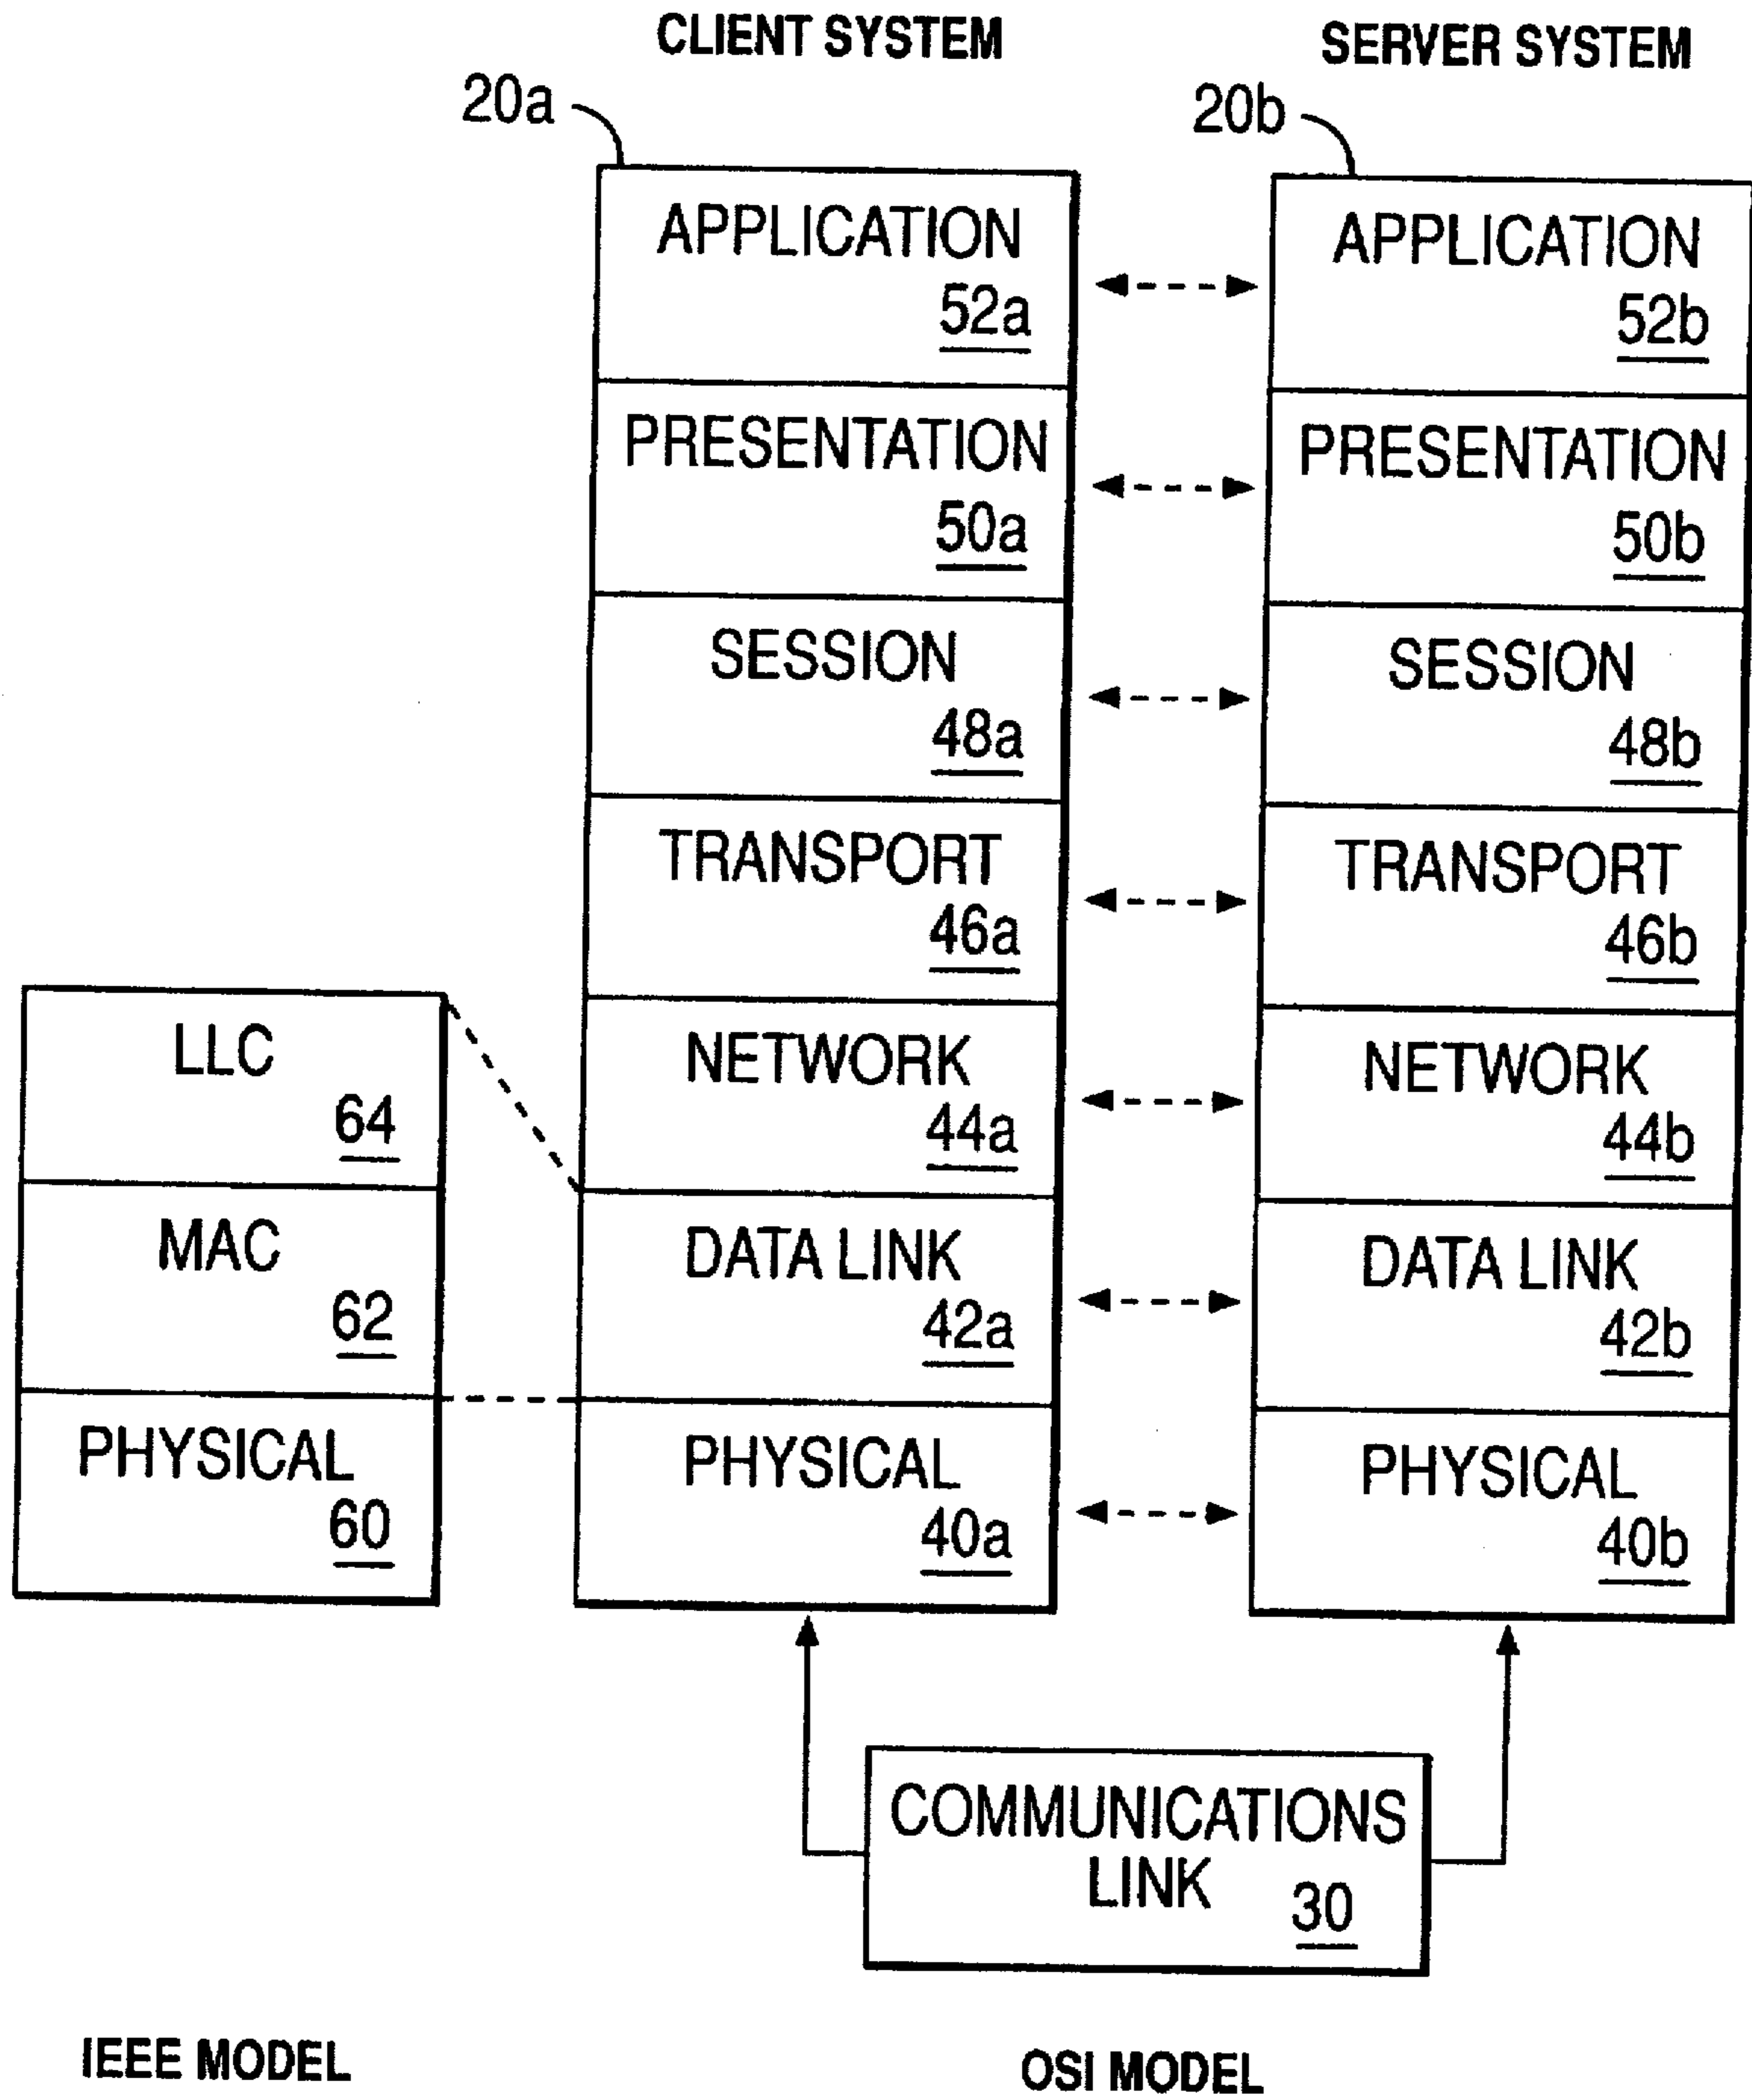 CLIENT SYSTEM
SERVER SYSTEM
20a
20b
APPLICATION
52a
APPLICATION
52b
PRESENTATION
50a
PRESENTATION
50b
SESSION
48a
SESSION
48b
TRANSPORT
46a
TRANSPORT
46b
LLC
64
NETWORK
44a
NETWORK
44b
MAC
62
DATA LINK
42a
DATA LINK
42b
PHYSICAL
60
PHYSICAL
40a
PHYSICAL
40b
COMMUNICATIONS
LINK 30
IEEE MODEL
OSI MODEL